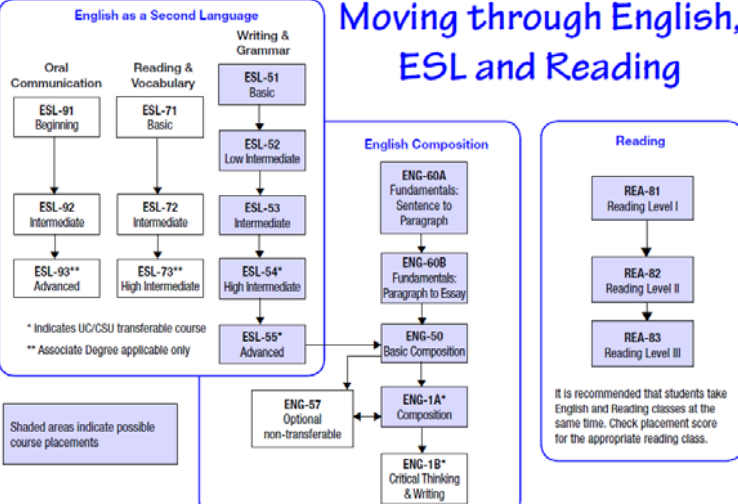 Moving through English,
ESL and Reading
English as a Second Language
Oral
Communication
ESL-91
Beginning
ESL-92
Intermediate
ESL-93**
Advanced
Reading &
Vocabulary
ESL-71
Basic
ESL-72
Intermediate
ESL-73**
High Intermediate
Writing &
Grammar
ESL-51
Basic
ESL-52
Low Intermediate
ESL-53
Intermediate
ESL-54*
High Intermediate
ESL-55*
Advanced
* Indicates UC/CSU transferable course
** Associate Degree applicable only
Shaded areas indicate possible
course placements
English Composition
ENG-60A
Fundamentals:
Sentence to
Paragraph
ENG-60B
Fundamentals:
Paragraph to Essay
ENG-50
Basic Composition
ENG-57
Optional
non-transferable
ENG-1A*
Composition
ENG-1B*
Critical Thinking
& Writing
Reading
REA-81
Reading Level I
REA-82
Reading Level II
REA-83
Reading Level III
It is recommended that students take
English and Reading classes at the
same time. Check placement score
for the appropriate reading class.